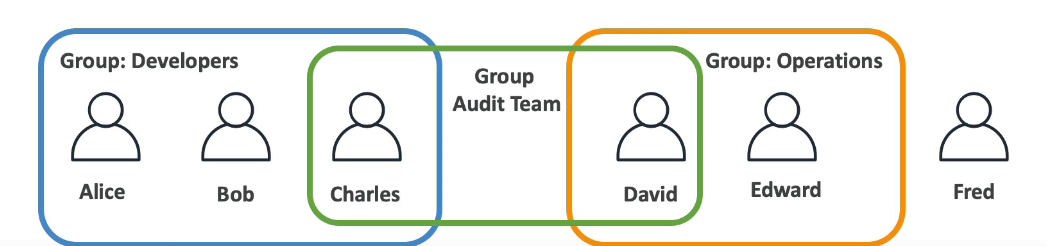 Group: Developers
Group
Audit Team
Group: Operations
Alice
Bob
Charles
David
Edward
Fred